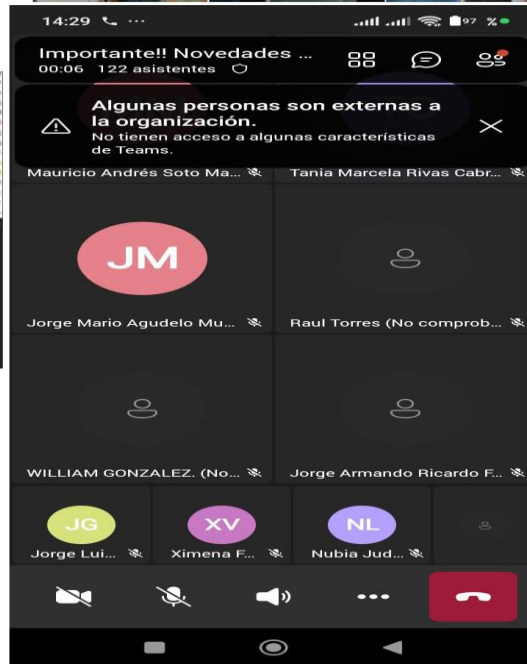 14:29
97 %
Importante!! Novedades ...
00:06 122 asistentes
Algunas personas son externas a
la organización.
No tienen acceso a algunas características
de Teams.
Mauricio Andrés Soto Ma...
Tania Marcela Rivas Cabr...
JM
Jorge Mario Agudelo Mu...
Raul Torres (No comprob...
WILLIAM GONZALEZ. (No...
Jorge Armando Ricardo F...
JG
XV
NL
Jorge Lui...
Ximena F...
Nubia Jud...